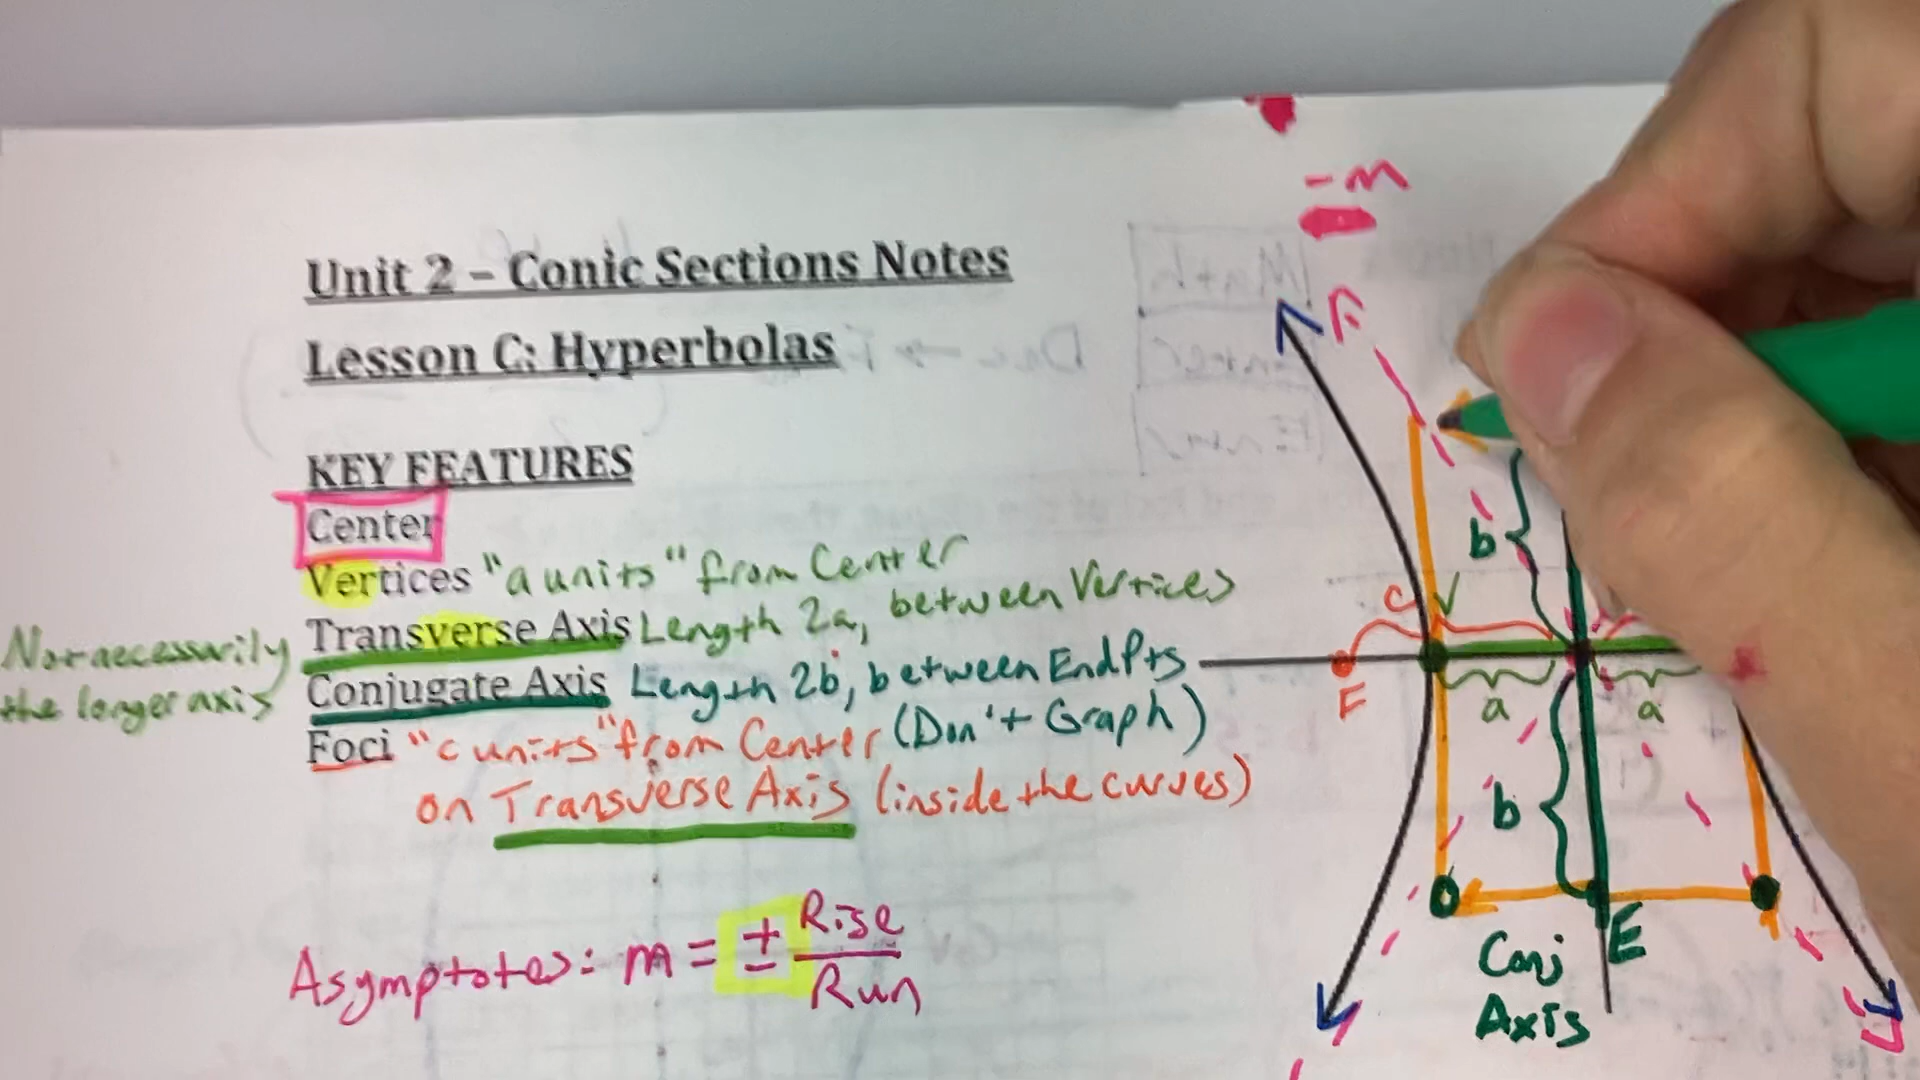 Unit 2 – Conic Sections Notes
Lesson C: Hyperbolas
KEY FEATURES
Center
Vertices "a units" from Center
Transverse Axis Length 2a, between Vertices
Not necessarily
the longer axis
Conjugate Axis Length 2b, between EndPts
(Don't Graph)
Foci "c units" from Center
on Transverse Axis (inside the curves)
Asymptotes: m = ± Rise
Run
-m
b
c
V
F
a
a
b
E
Conj
Axis